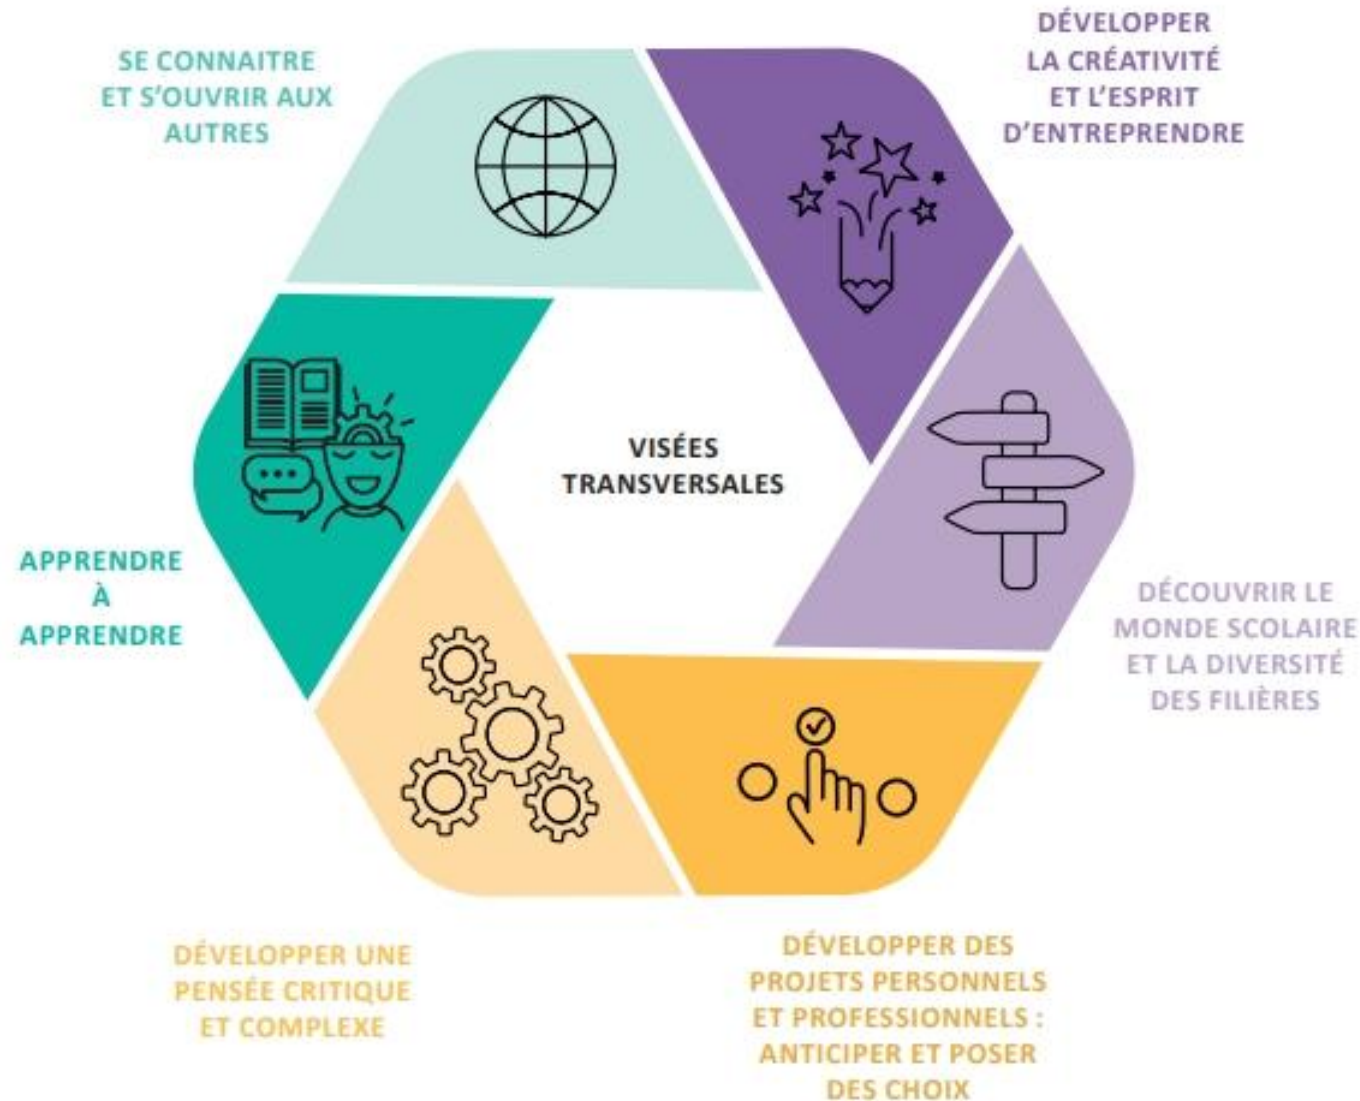 SE CONNAITRE
ET S'OUVRIR AUX
AUTRES
DÉVELOPPER
LA CRÉATIVITÉ
ET L'ESPRIT
D'ENTREPRENDRE
VISÉES
TRANSVERSALES
APPRENDRE
À
APPRENDRE
DÉCOUVRIR LE
MONDE SCOLAIRE
ET LA DIVERSITÉ
DES FILIÈRES
DÉVELOPPER UNE
PENSÉE CRITIQUE
ET COMPLEXE
DÉVELOPPER DES
PROJETS PERSONNELS
ET PROFESSIONNELS :
ANTICIPER ET POSER
DES CHOIX